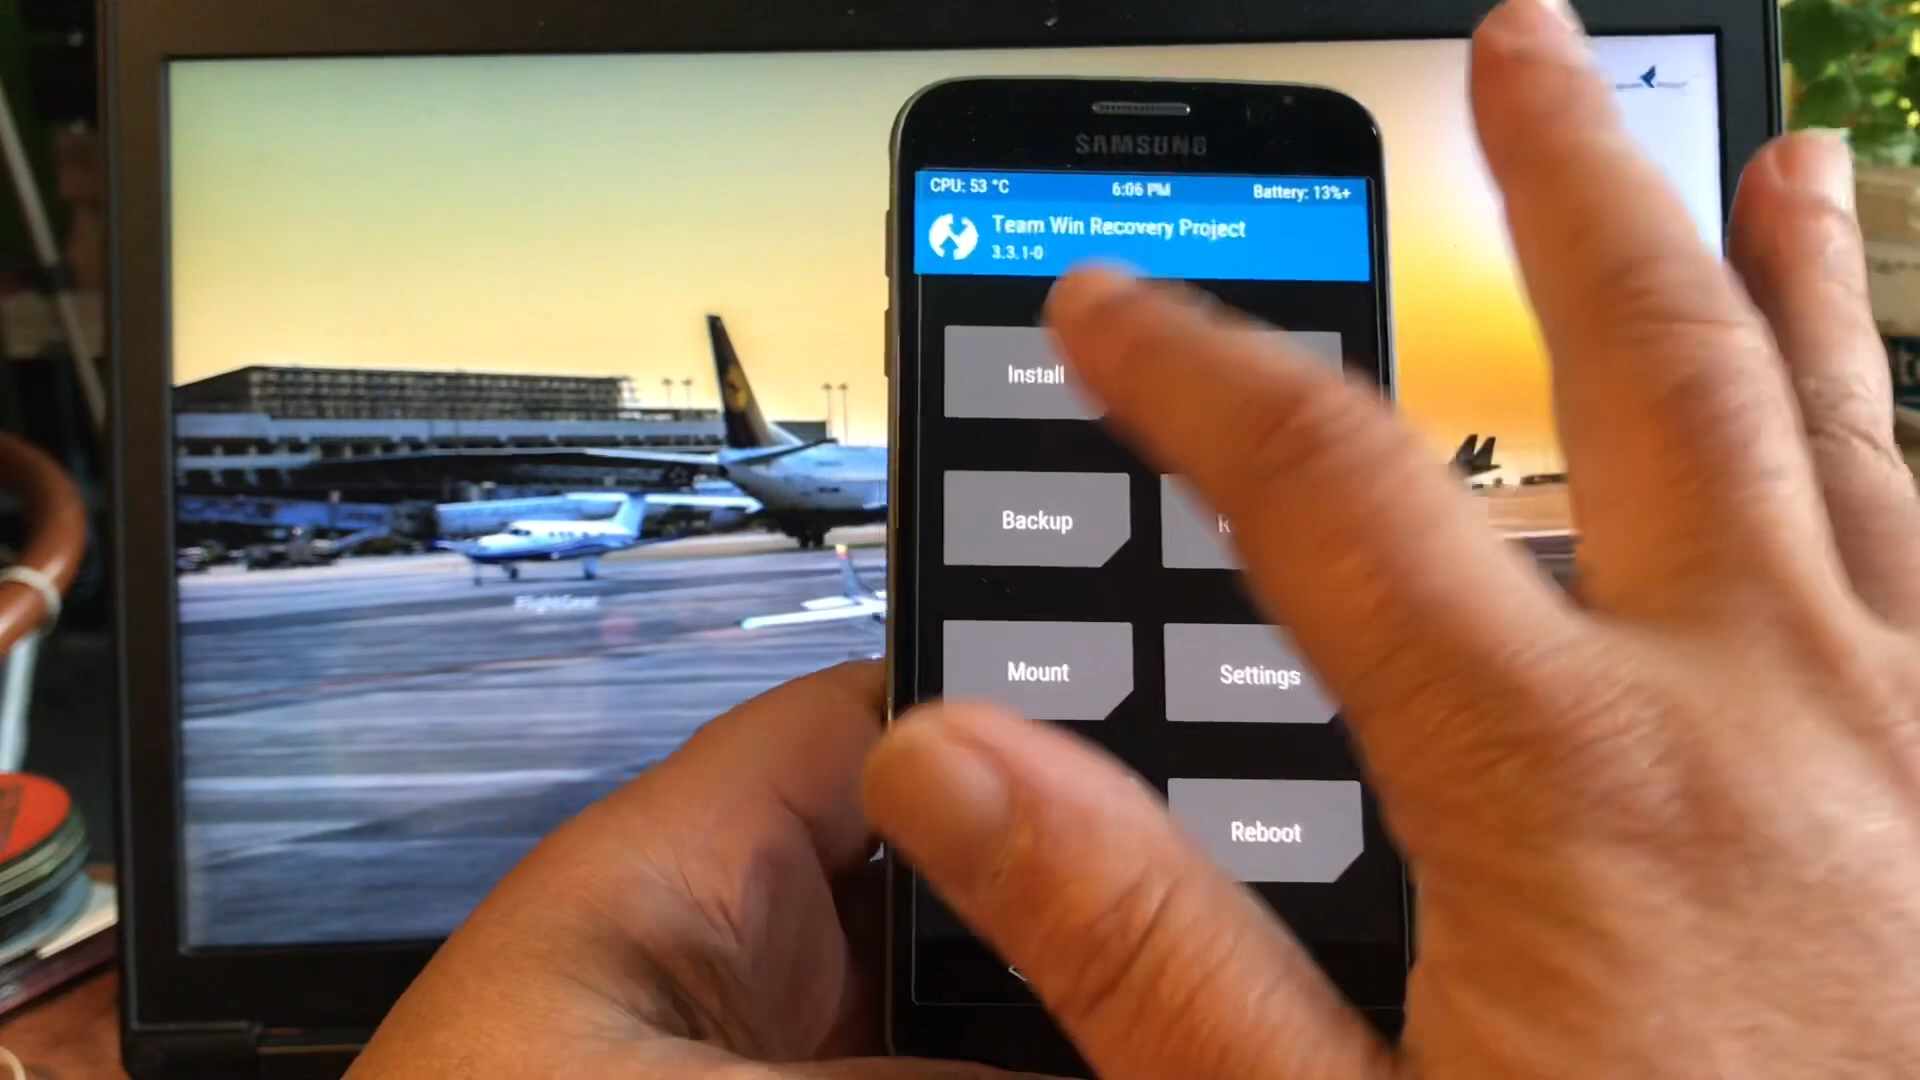 SAMSUNG
CPU: 53 °C 6:06 PM Battery: 13%+
Team Win Recovery Project
3.3.1-0
Install
Backup R
Mount Settings
Reboot
FlightGear